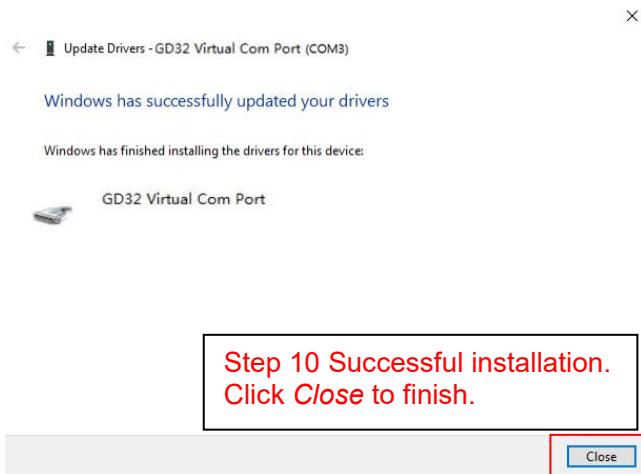 Update Drivers - GD32 Virtual Com Port (COM3)
Windows has successfully updated your drivers
Windows has finished installing the drivers for this device:
GD32 Virtual Com Port
Step 10 Successful installation.
Click Close to finish.
Close